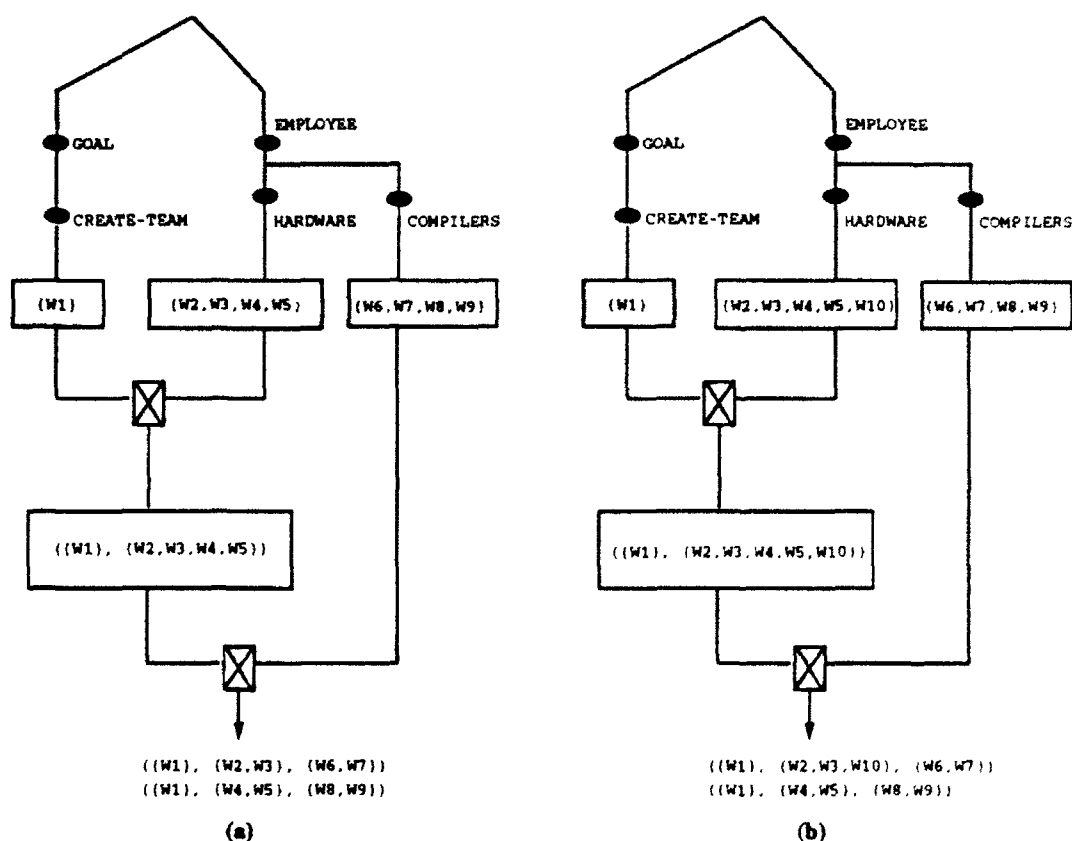 EMPLOYEE
GOAL
CREATE-TEAM
HARDWARE
COMPILERS
{W1}
{W2,W3,W4,W5}
{W6,W7,W8,W9}
({W1}, {W2,W3,W4,W5})
({W1}, {W2,W3}, {W6,W7})
({W1}, {W4,W5}, {W8,W9})
(a)
EMPLOYEE
GOAL
CREATE-TEAM
HARDWARE
COMPILERS
{W1}
{W2,W3,W4,W5,W10}
{W6,W7,W8,W9}
({W1}, {W2,W3,W4,W5,W10})
({W1}, {W2,W3,W10}, {W6,W7})
({W1}, {W4,W5}, {W8,W9})
(b)